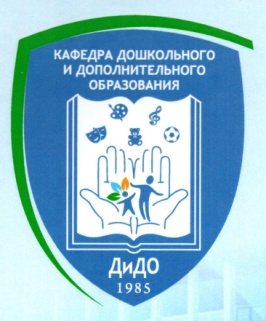 КАФЕДРА ДОШКОЛЬНОГО
И ДОПОЛНИТЕЛЬНОГО
ОБРАЗОВАНИЯ
ДиДО
1985